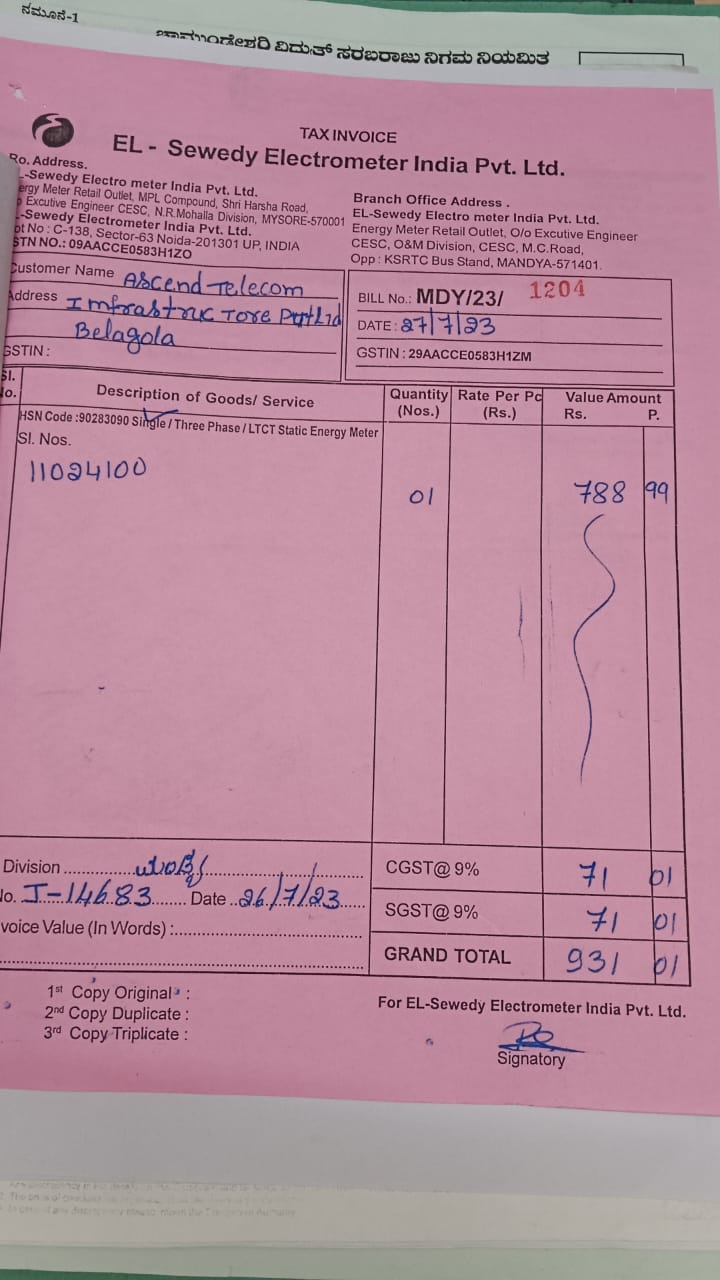 ನಮೂನೆ-1
ಚಾಮುಂಡೇಶ್ವರಿ ವಿದ್ಯುತ್ ಸರಬರಾಜು ನಿಗಮ ನಿಯಮಿತ
TAX INVOICE
EL - Sewedy Electrometer India Pvt. Ltd.
Ro. Address.
-Sewedy Electro meter India Pvt. Ltd.
ergy Meter Retail Outlet, MPL Compound, Shri Harsha Road,
Excutive Engineer CESC, N.R.Mohalla Division, MYSORE-570001
-Sewedy Electrometer India Pvt. Ltd.
ot No : C-138, Sector-63 Noida-201301 UP, INDIA
STN NO.: 09AACCE0583H1ZO
Branch Office Address .
EL-Sewedy Electro meter India Pvt. Ltd.
Energy Meter Retail Outlet, O/o Excutive Engineer
CESC, O&M Division, CESC, M.C.Road,
Opp : KSRTC Bus Stand, MANDYA-571401.
Customer Name Ascend Telecom
Address Imfrastruc Tore Pvt Ltd
Belagola
GSTIN :
BILL No.: MDY/23/ 1204
DATE : 27/7/23
GSTIN : 29AACCE0583H1ZM
Sl. No. Description of Goods/ Service Quantity (Nos.) Rate Per Pc (Rs.) Value Amount Rs. P.
HSN Code :90283090 Single / Three Phase / LTCT Static Energy Meter
Sl. Nos.
11024100 01 788 99
Division
CGST@ 9% 71 01
No. I-14683 Date 26/7/23
SGST@ 9% 71 01
voice Value (In Words) :
GRAND TOTAL 931 01
1st Copy Original :
2nd Copy Duplicate :
3rd Copy Triplicate :
For EL-Sewedy Electrometer India Pvt. Ltd.
Signatory